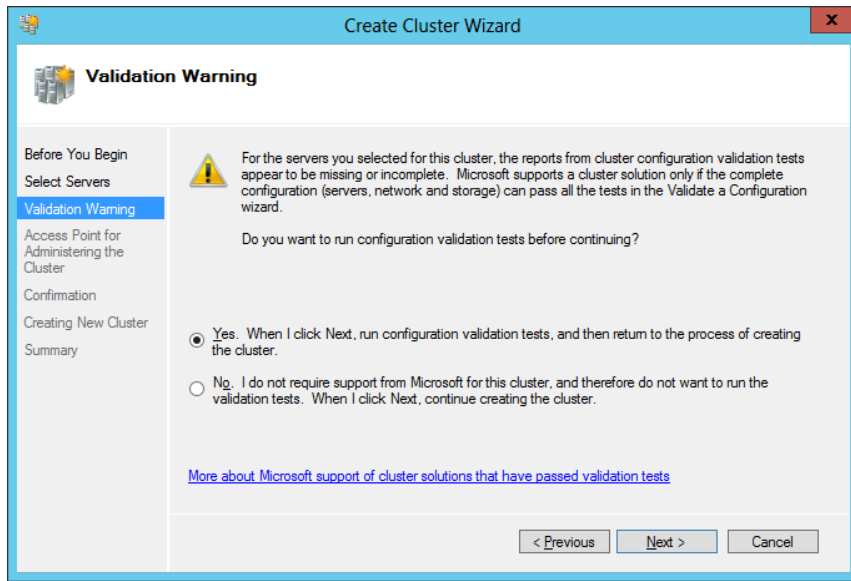 Create Cluster Wizard
x
Validation Warning
Before You Begin
Select Servers
Validation Warning
Access Point for
Administering the
Cluster
Confirmation
Creating New Cluster
Summary
For the servers you selected for this cluster, the reports from cluster configuration validation tests
appear to be missing or incomplete.  Microsoft supports a cluster solution only if the complete
configuration (servers, network and storage) can pass all the tests in the Validate a Configuration
wizard.
Do you want to run configuration validation tests before continuing?
Yes.  When I click Next, run configuration validation tests, and then return to the process of creating
the cluster.
No.  I do not require support from Microsoft for this cluster, and therefore do not want to run the
validation tests.  When I click Next, continue creating the cluster.
More about Microsoft support of cluster solutions that have passed validation tests
< Previous
Next >
Cancel